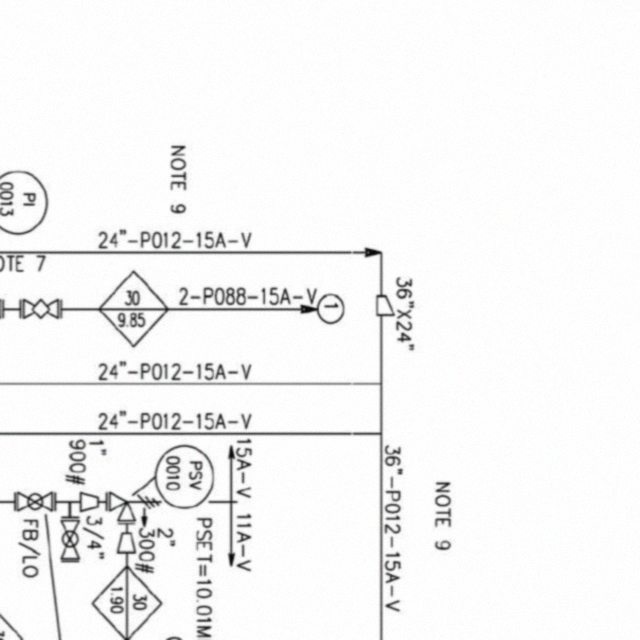 NOTE 9
PI
0013
24"-P012-15A-V
OTE 7
36"X24"
30
9.85
2-P088-15A-V
1
24"-P012-15A-V
24"-P012-15A-V
1"
900#
PSV
0010
15A-V 11A-V
36"-P012-15A-V
NOTE 9
FB/LO
3/4"
2"
300#
PSET=10.01M
30
1.90